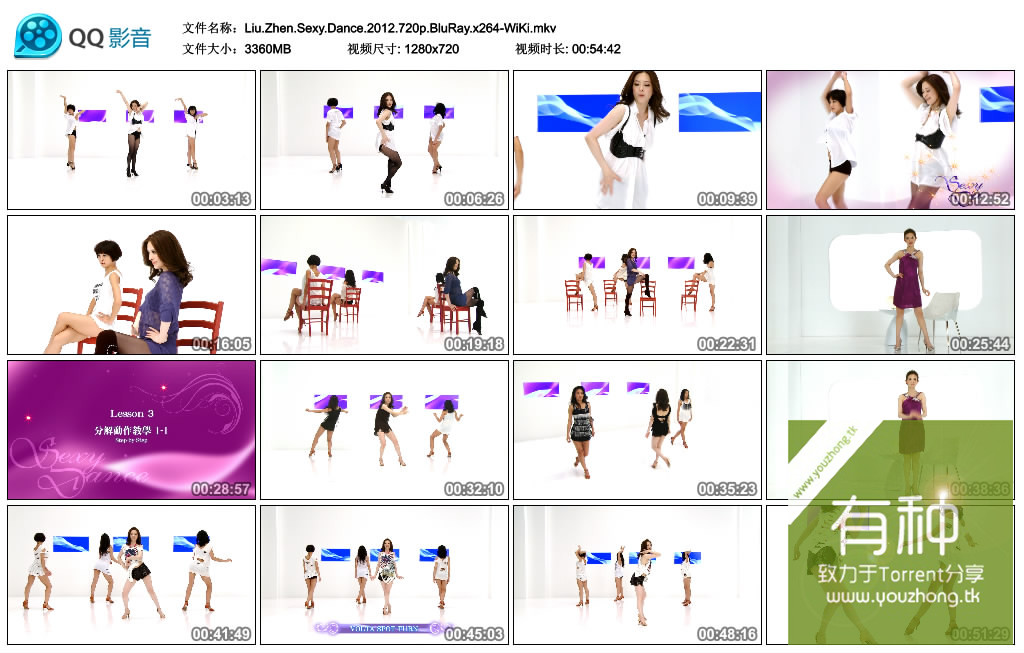 QQ 影音
文件名称: Liu.Zhen.Sexy.Dance.2012.720p.BluRay.x264-WiKi.mkv
文件大小: 3360MB 视频尺寸: 1280x720 视频时长: 00:54:42
00:03:13
00:06:26
00:09:39
Sexy
00:12:52
00:16:05
00:19:18
00:22:31
00:25:44
Lesson 3
分解動作教學 1-1
Step by Step
Sexy
Dance
00:28:57
00:32:10
00:35:23
00:38:36
00:41:49
VOLTA SPOT TURN
00:45:03
00:48:16
00:51:29
www.youzhong.tk
有种
致力于Torrent分享
www.youzhong.tk